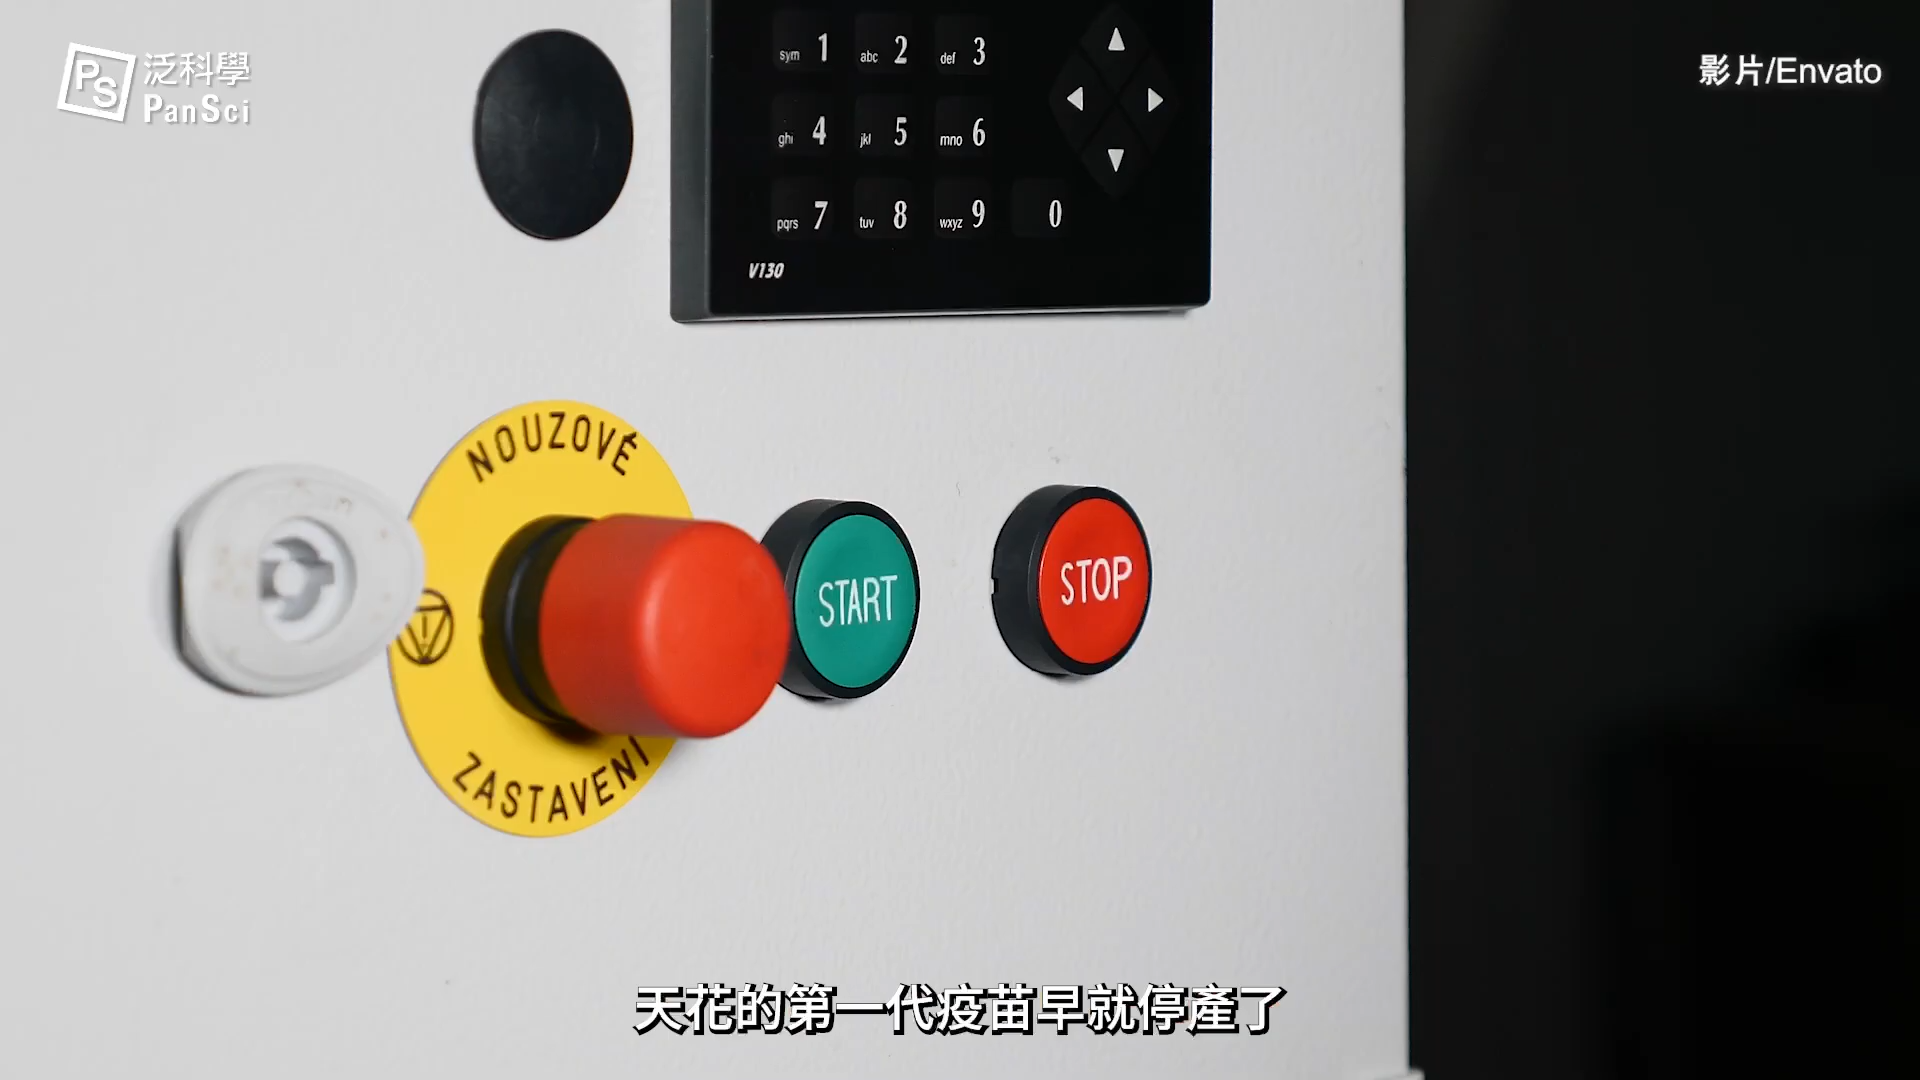 PS 泛科學
PanSci
影片/Envato
sym 1 abc 2 def 3
ghi 4 jkl 5 mno 6
pqrs 7 tuv 8 wxyz 9 0
V130
NOUZOVÉ
ZASTAVENÍ
START
STOP
天花的第一代疫苗早就停產了